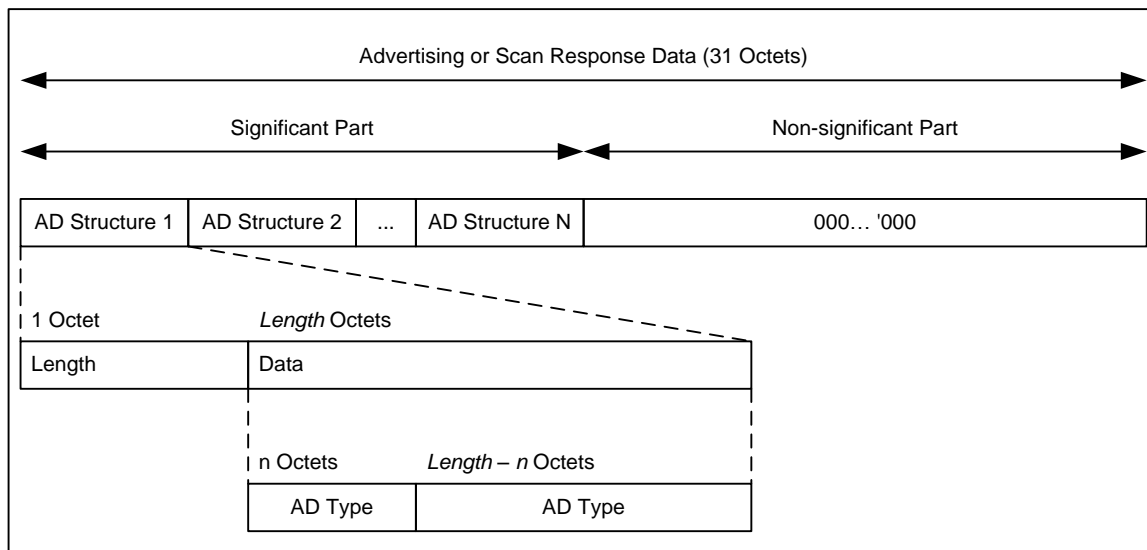 Advertising or Scan Response Data (31 Octets)
Significant Part Non-significant Part
AD Structure 1 AD Structure 2 ... AD Structure N 000... '000
1 Octet Length Octets
Length Data
n Octets Length – n Octets
AD Type AD Type